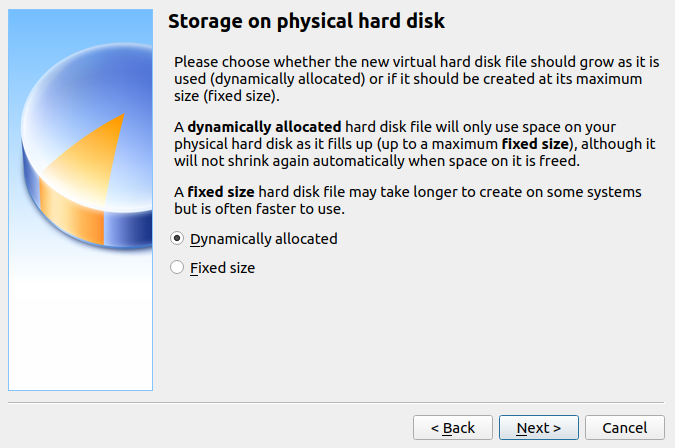 Storage on physical hard disk
Please choose whether the new virtual hard disk file should grow as it is
used (dynamically allocated) or if it should be created at its maximum
size (fixed size).
A dynamically allocated hard disk file will only use space on your
physical hard disk as it fills up (up to a maximum fixed size), although it
will not shrink again automatically when space on it is freed.
A fixed size hard disk file may take longer to create on some systems
but is often faster to use.
Dynamically allocated
Fixed size
< Back
Next >
Cancel